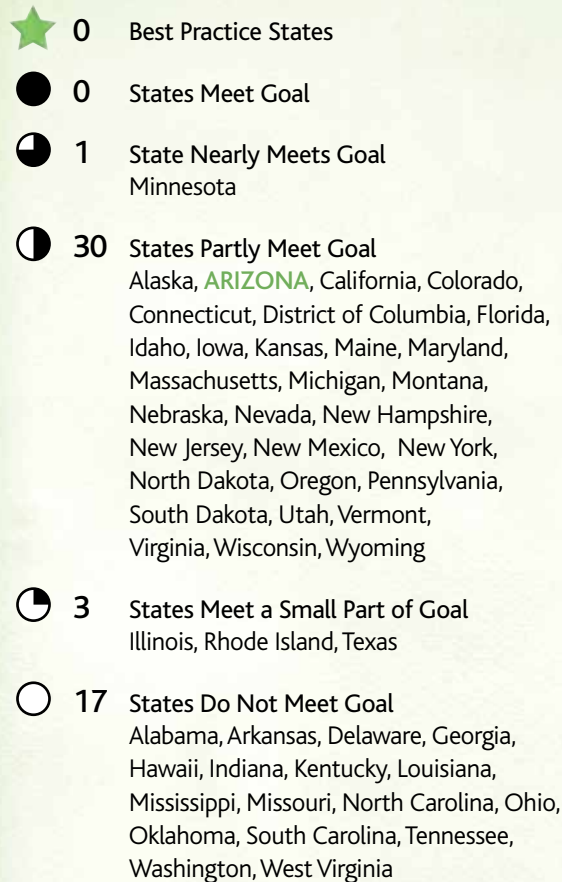 0 Best Practice States
0 States Meet Goal
1 State Nearly Meets Goal
Minnesota
30 States Partly Meet Goal
Alaska, ARIZONA, California, Colorado,
Connecticut, District of Columbia, Florida,
Idaho, Iowa, Kansas, Maine, Maryland,
Massachusetts, Michigan, Montana,
Nebraska, Nevada, New Hampshire,
New Jersey, New Mexico, New York,
North Dakota, Oregon, Pennsylvania,
South Dakota, Utah, Vermont,
Virginia, Wisconsin, Wyoming
3 States Meet a Small Part of Goal
Illinois, Rhode Island, Texas
17 States Do Not Meet Goal
Alabama, Arkansas, Delaware, Georgia,
Hawaii, Indiana, Kentucky, Louisiana,
Mississippi, Missouri, North Carolina, Ohio,
Oklahoma, South Carolina, Tennessee,
Washington, West Virginia